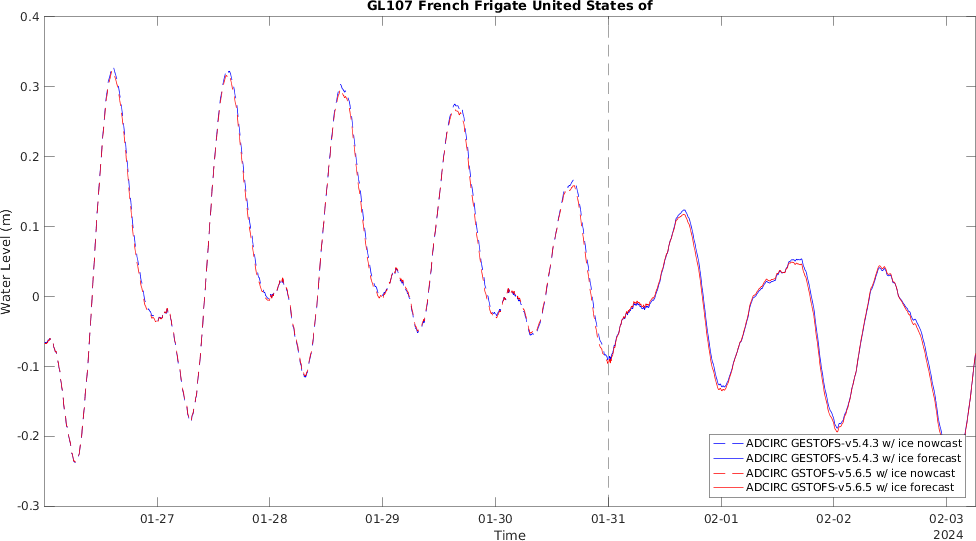 GL107 French Frigate United States of
0.4
0.3
0.2
0.1
0
-0.1
-0.2
-0.3
Water Level (m)
01-27
01-28
01-29
01-30
01-31
02-01
02-02
02-03
2024
Time
ADCIRC GESTOFS-v5.4.3 w/ ice nowcast
ADCIRC GESTOFS-v5.4.3 w/ ice forecast
ADCIRC GSTOFS-v5.6.5 w/ ice nowcast
ADCIRC GSTOFS-v5.6.5 w/ ice forecast